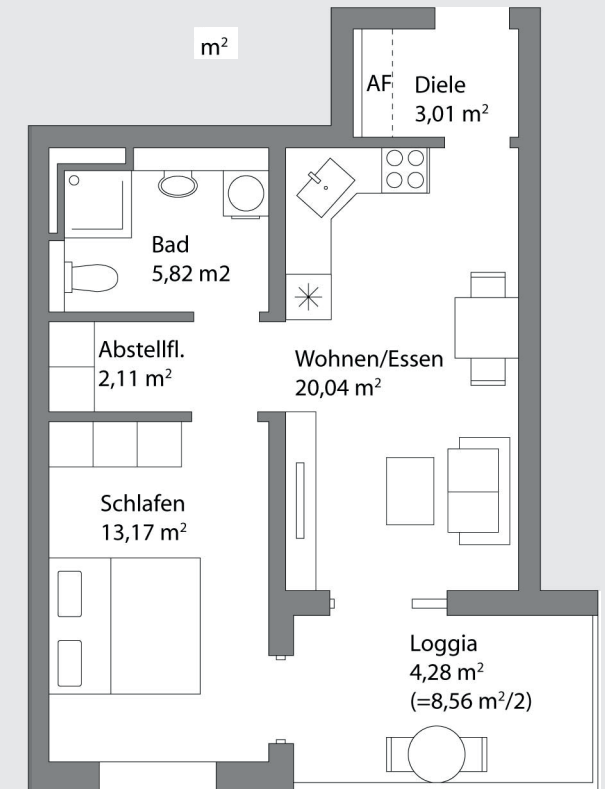 m²
AF
Diele
3,01 m²
Bad
5,82 m2
Abstellfl.
2,11 m²
Wohnen/Essen
20,04 m²
Schlafen
13,17 m²
Loggia
4,28 m²
(=8,56 m²/2)